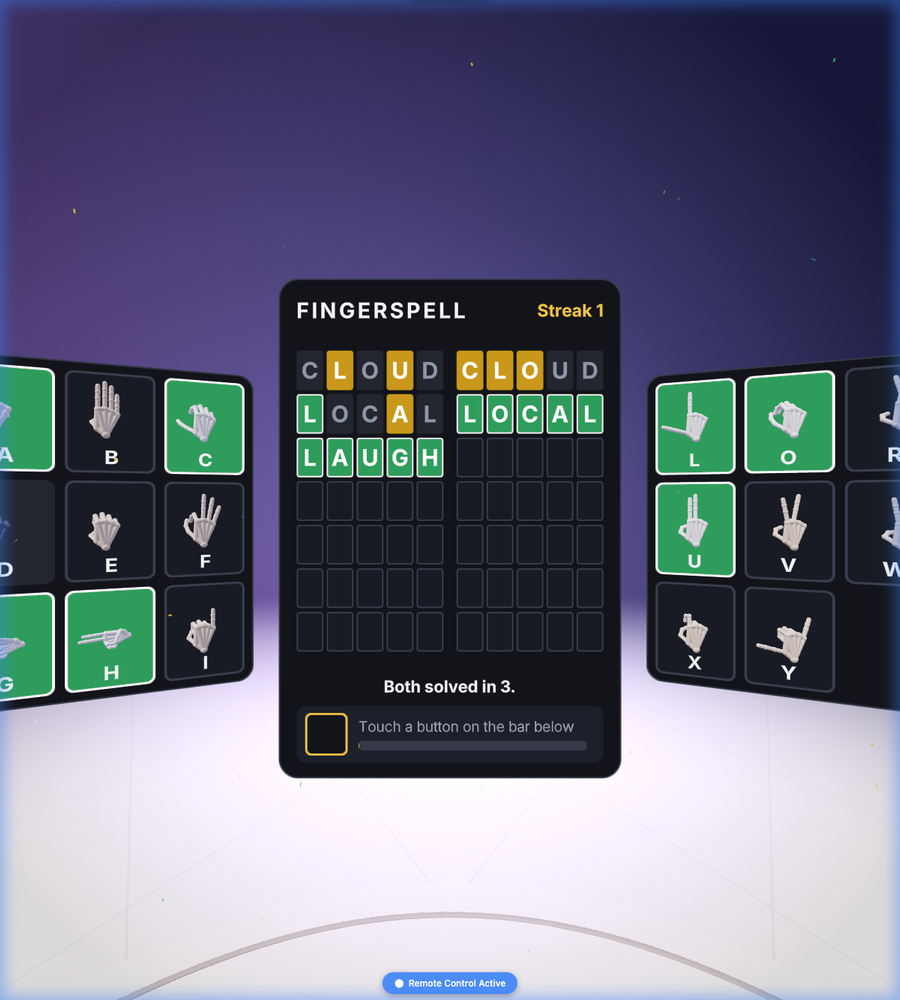 FINGERSPELL Streak 1
C L O U D C L O U D
L O C A L L O C A L
L A U G H
A B C
D E F
G H I
L O R
U V W
X Y
Both solved in 3.
Touch a button on the bar below
Remote Control Active